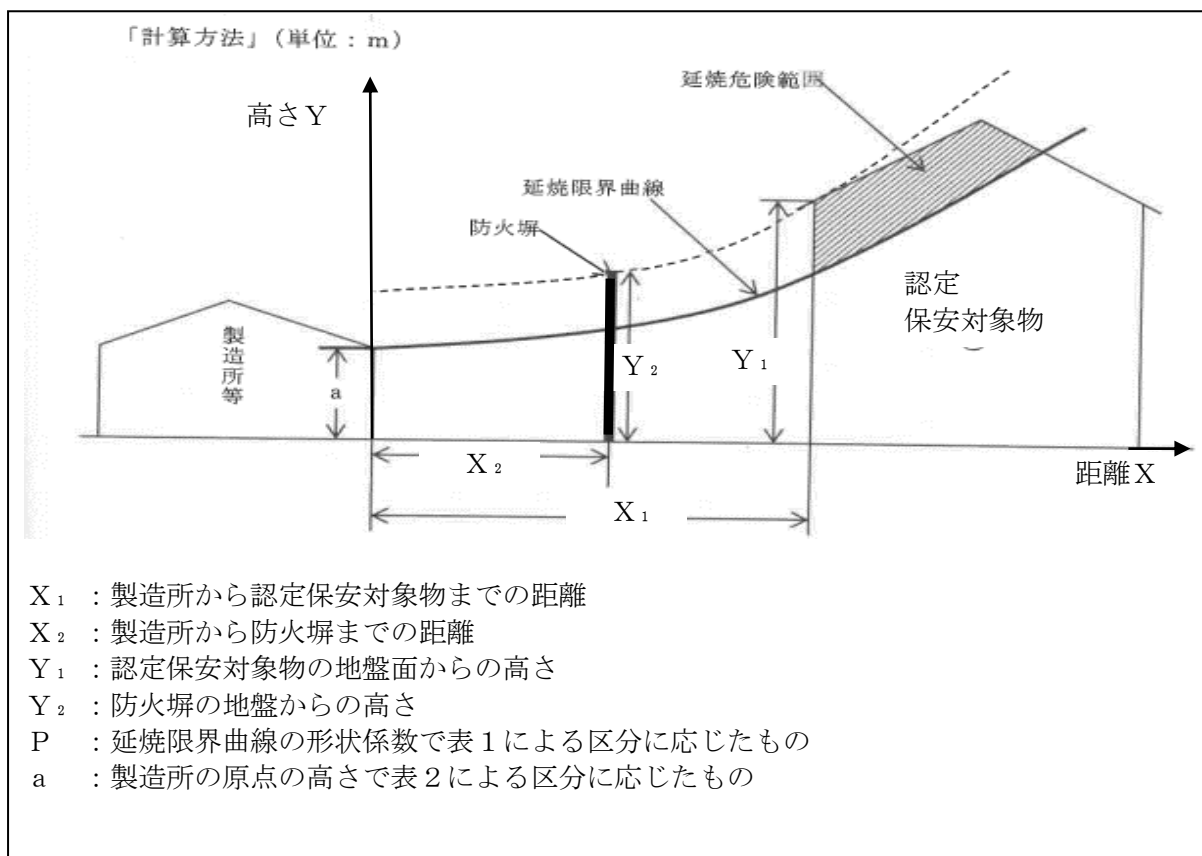 「計算方法」（単位：m）
延焼危険範囲
高さＹ
延焼限界曲線
防火塀
認定
保安対象物
製造所等
a
Ｙ₂
Ｙ₁
Ｘ₂
距離Ｘ
Ｘ₁
Ｘ₁ ：製造所から認定保安対象物までの距離
Ｘ₂ ：製造所から防火塀までの距離
Ｙ₁ ：認定保安対象物の地盤面からの高さ
Ｙ₂ ：防火塀の地盤からの高さ
Ｐ ：延焼限界曲線の形状係数で表１による区分に応じたもの
ａ ：製造所の原点の高さで表２による区分に応じたもの